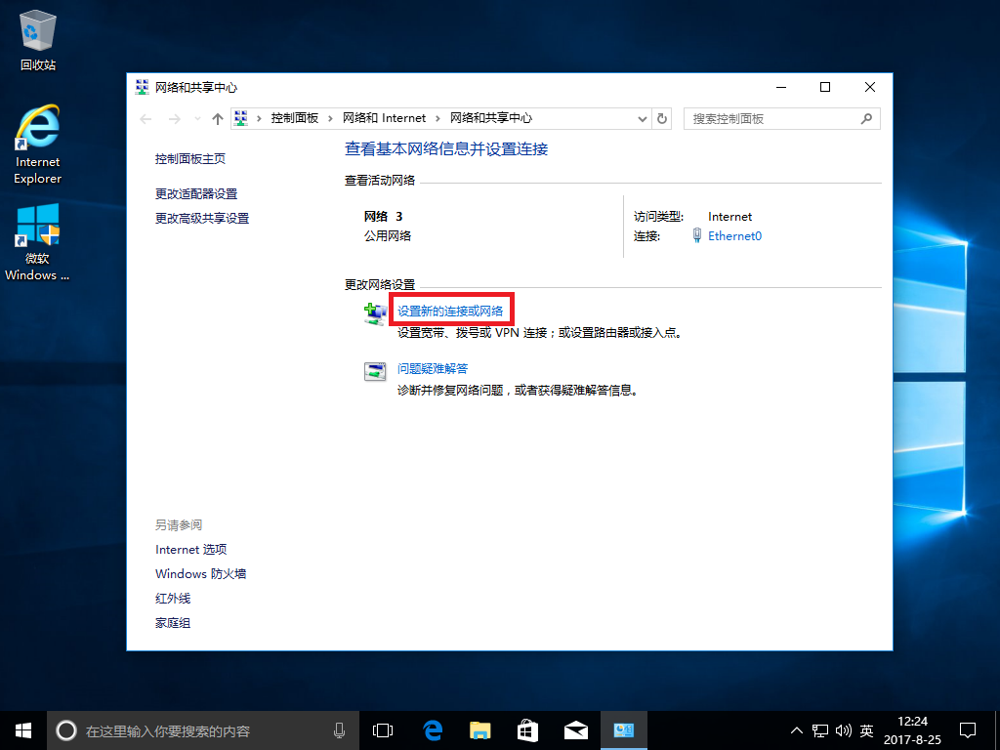 回收站
Internet
Explorer
微软
Windows ...
网络和共享中心
控制面板 网络和 Internet 网络和共享中心
搜索控制面板
控制面板主页
更改适配器设置
更改高级共享设置
查看基本网络信息并设置连接
查看活动网络
网络 3
公用网络
访问类型: Internet
连接: Ethernet0
更改网络设置
设置新的连接或网络
设置宽带、拨号或 VPN 连接；或设置路由器或接入点。
问题疑难解答
诊断并修复网络问题，或者获得疑难解答信息。
另请参阅
Internet 选项
Windows 防火墙
红外线
家庭组
在这里输入你要搜索的内容
英
12:24
2017-8-25